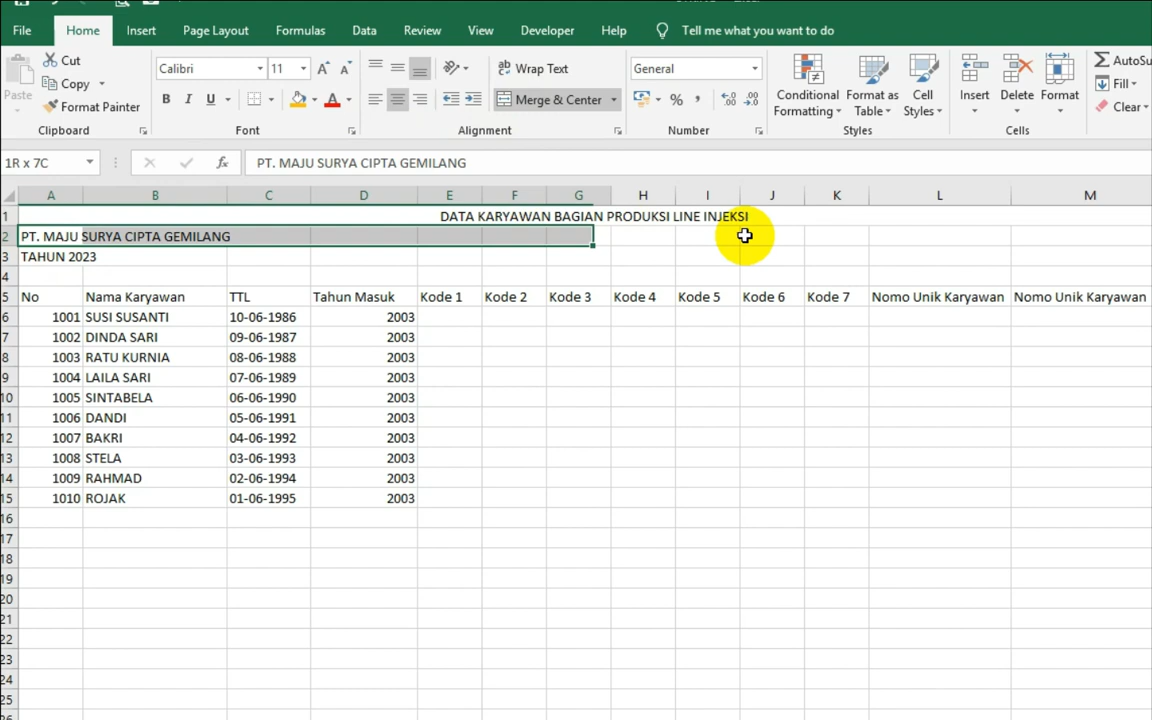 File Home Insert Page Layout Formulas Data Review View Developer Help Tell me what you want to do
Paste Cut Copy Format Painter Clipboard
Calibri 11 A A B I U A Font
Wrap Text Merge & Center Alignment
General % , .00 Number
Conditional Formatting Format as Table Cell Styles Styles
Insert Delete Format Cells
Fill Clear
1R x 7C fx PT. MAJU SURYA CIPTA GEMILANG
A B C D E F G H I J K L M
1 DATA KARYAWAN BAGIAN PRODUKSI LINE INJEKSI
2 PT. MAJU SURYA CIPTA GEMILANG
3 TAHUN 2023
4
5 No Nama Karyawan TTL Tahun Masuk Kode 1 Kode 2 Kode 3 Kode 4 Kode 5 Kode 6 Kode 7 Nomo Unik Karyawan Nomo Unik Karyawan
6 1001 SUSI SUSANTI 10-06-1986 2003
7 1002 DINDA SARI 09-06-1987 2003
8 1003 RATU KURNIA 08-06-1988 2003
9 1004 LAILA SARI 07-06-1989 2003
10 1005 SINTABELA 06-06-1990 2003
11 1006 DANDI 05-06-1991 2003
12 1007 BAKRI 04-06-1992 2003
13 1008 STELA 03-06-1993 2003
14 1009 RAHMAD 02-06-1994 2003
15 1010 ROJAK 01-06-1995 2003
16
17
18
19
20
21
22
23
24
25